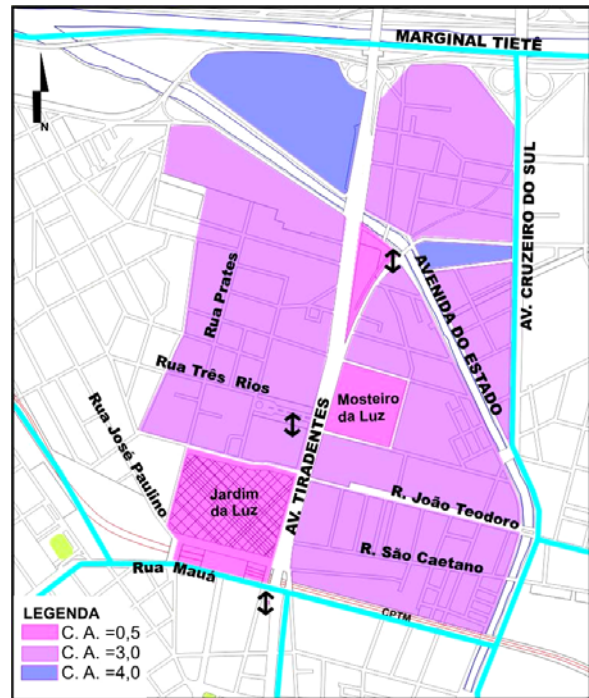 MARGINAL TIETÊ
N
AV. CRUZEIRO DO SUL
AVENIDA DO ESTADO
Rua Prates
Rua Três Rios
Mosteiro
da Luz
Rua José Paulino
AV. TIRADENTES
Jardim
da Luz
R. João Teodoro
R. São Caetano
Rua Mauá
CPTM
LEGENDA
C. A. =0,5
C. A. =3,0
C. A. =4,0